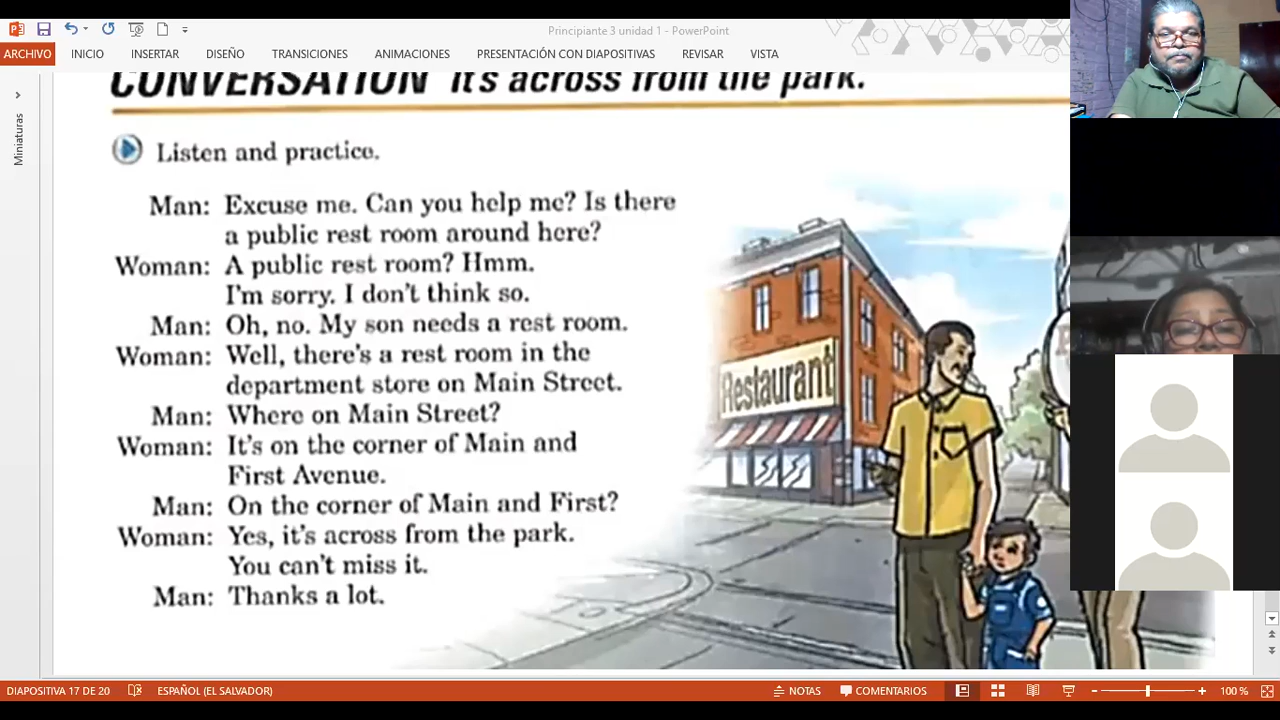 Principiante 3 unidad 1 - PowerPoint
ARCHIVO INICIO INSERTAR DISEÑO TRANSICIONES ANIMACIONES PRESENTACIÓN CON DIAPOSITIVAS REVISAR VISTA
CONVERSATION It's across from the park.
Miniaturas
Listen and practice.
Man: Excuse me. Can you help me? Is there
a public rest room around here?
Woman: A public rest room? Hmm.
I'm sorry. I don't think so.
Man: Oh, no. My son needs a rest room.
Woman: Well, there's a rest room in the
department store on Main Street.
Man: Where on Main Street?
Woman: It's on the corner of Main and
First Avenue.
Man: On the corner of Main and First?
Woman: Yes, it's across from the park.
You can't miss it.
Man: Thanks a lot.
Restaurant
DIAPOSITIVA 17 DE 20 ESPAÑOL (EL SALVADOR) NOTAS COMENTARIOS 100 %